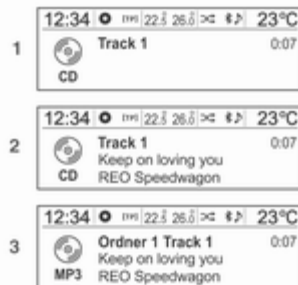 1
12:34 22.5 26.0 23°C
Track 1 0:07
CD
2
12:34 22.5 26.0 23°C
Track 1 0:07
Keep on loving you
CD REO Speedwagon
3
12:34 22.5 26.0 23°C
Ordner 1 Track 1 0:07
Keep on loving you
MP3 REO Speedwagon